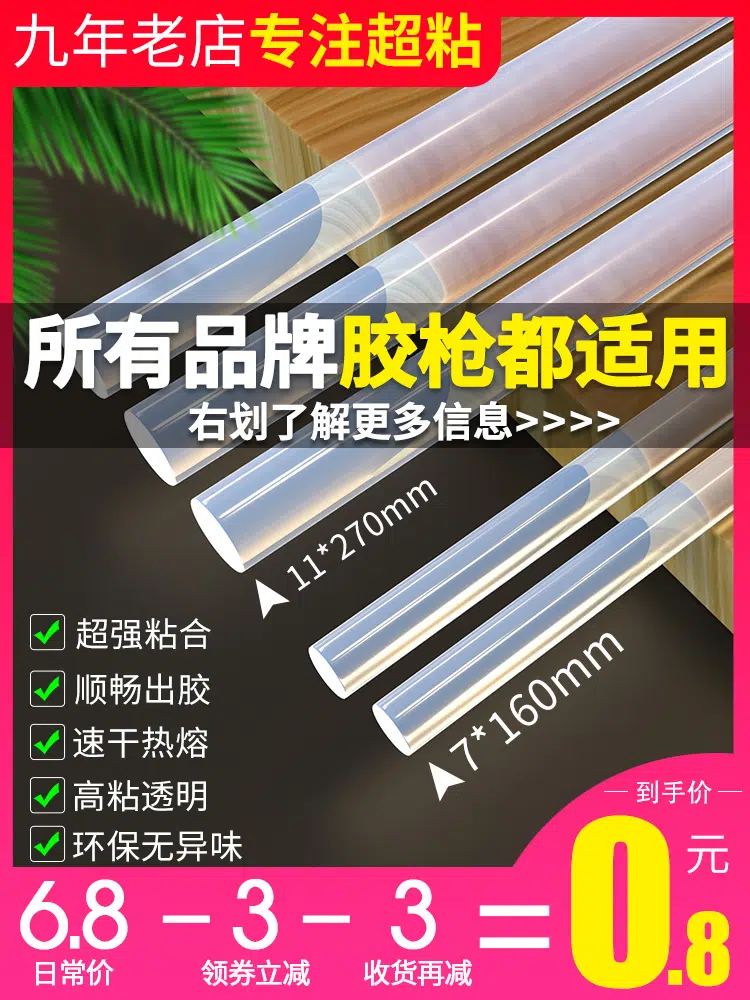 九年老店专注超粘
所有品牌胶枪都适用
右划了解更多信息>>>>
11*270mm
7*160mm
超强粘合
顺畅出胶
速干热熔
高粘透明
环保无异味
到手价
6.8-3-3=0.8元
日常价 领券立减 收货再减